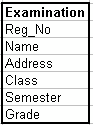 Examination
Reg_No
Name
Address
Class
Semester
Grade